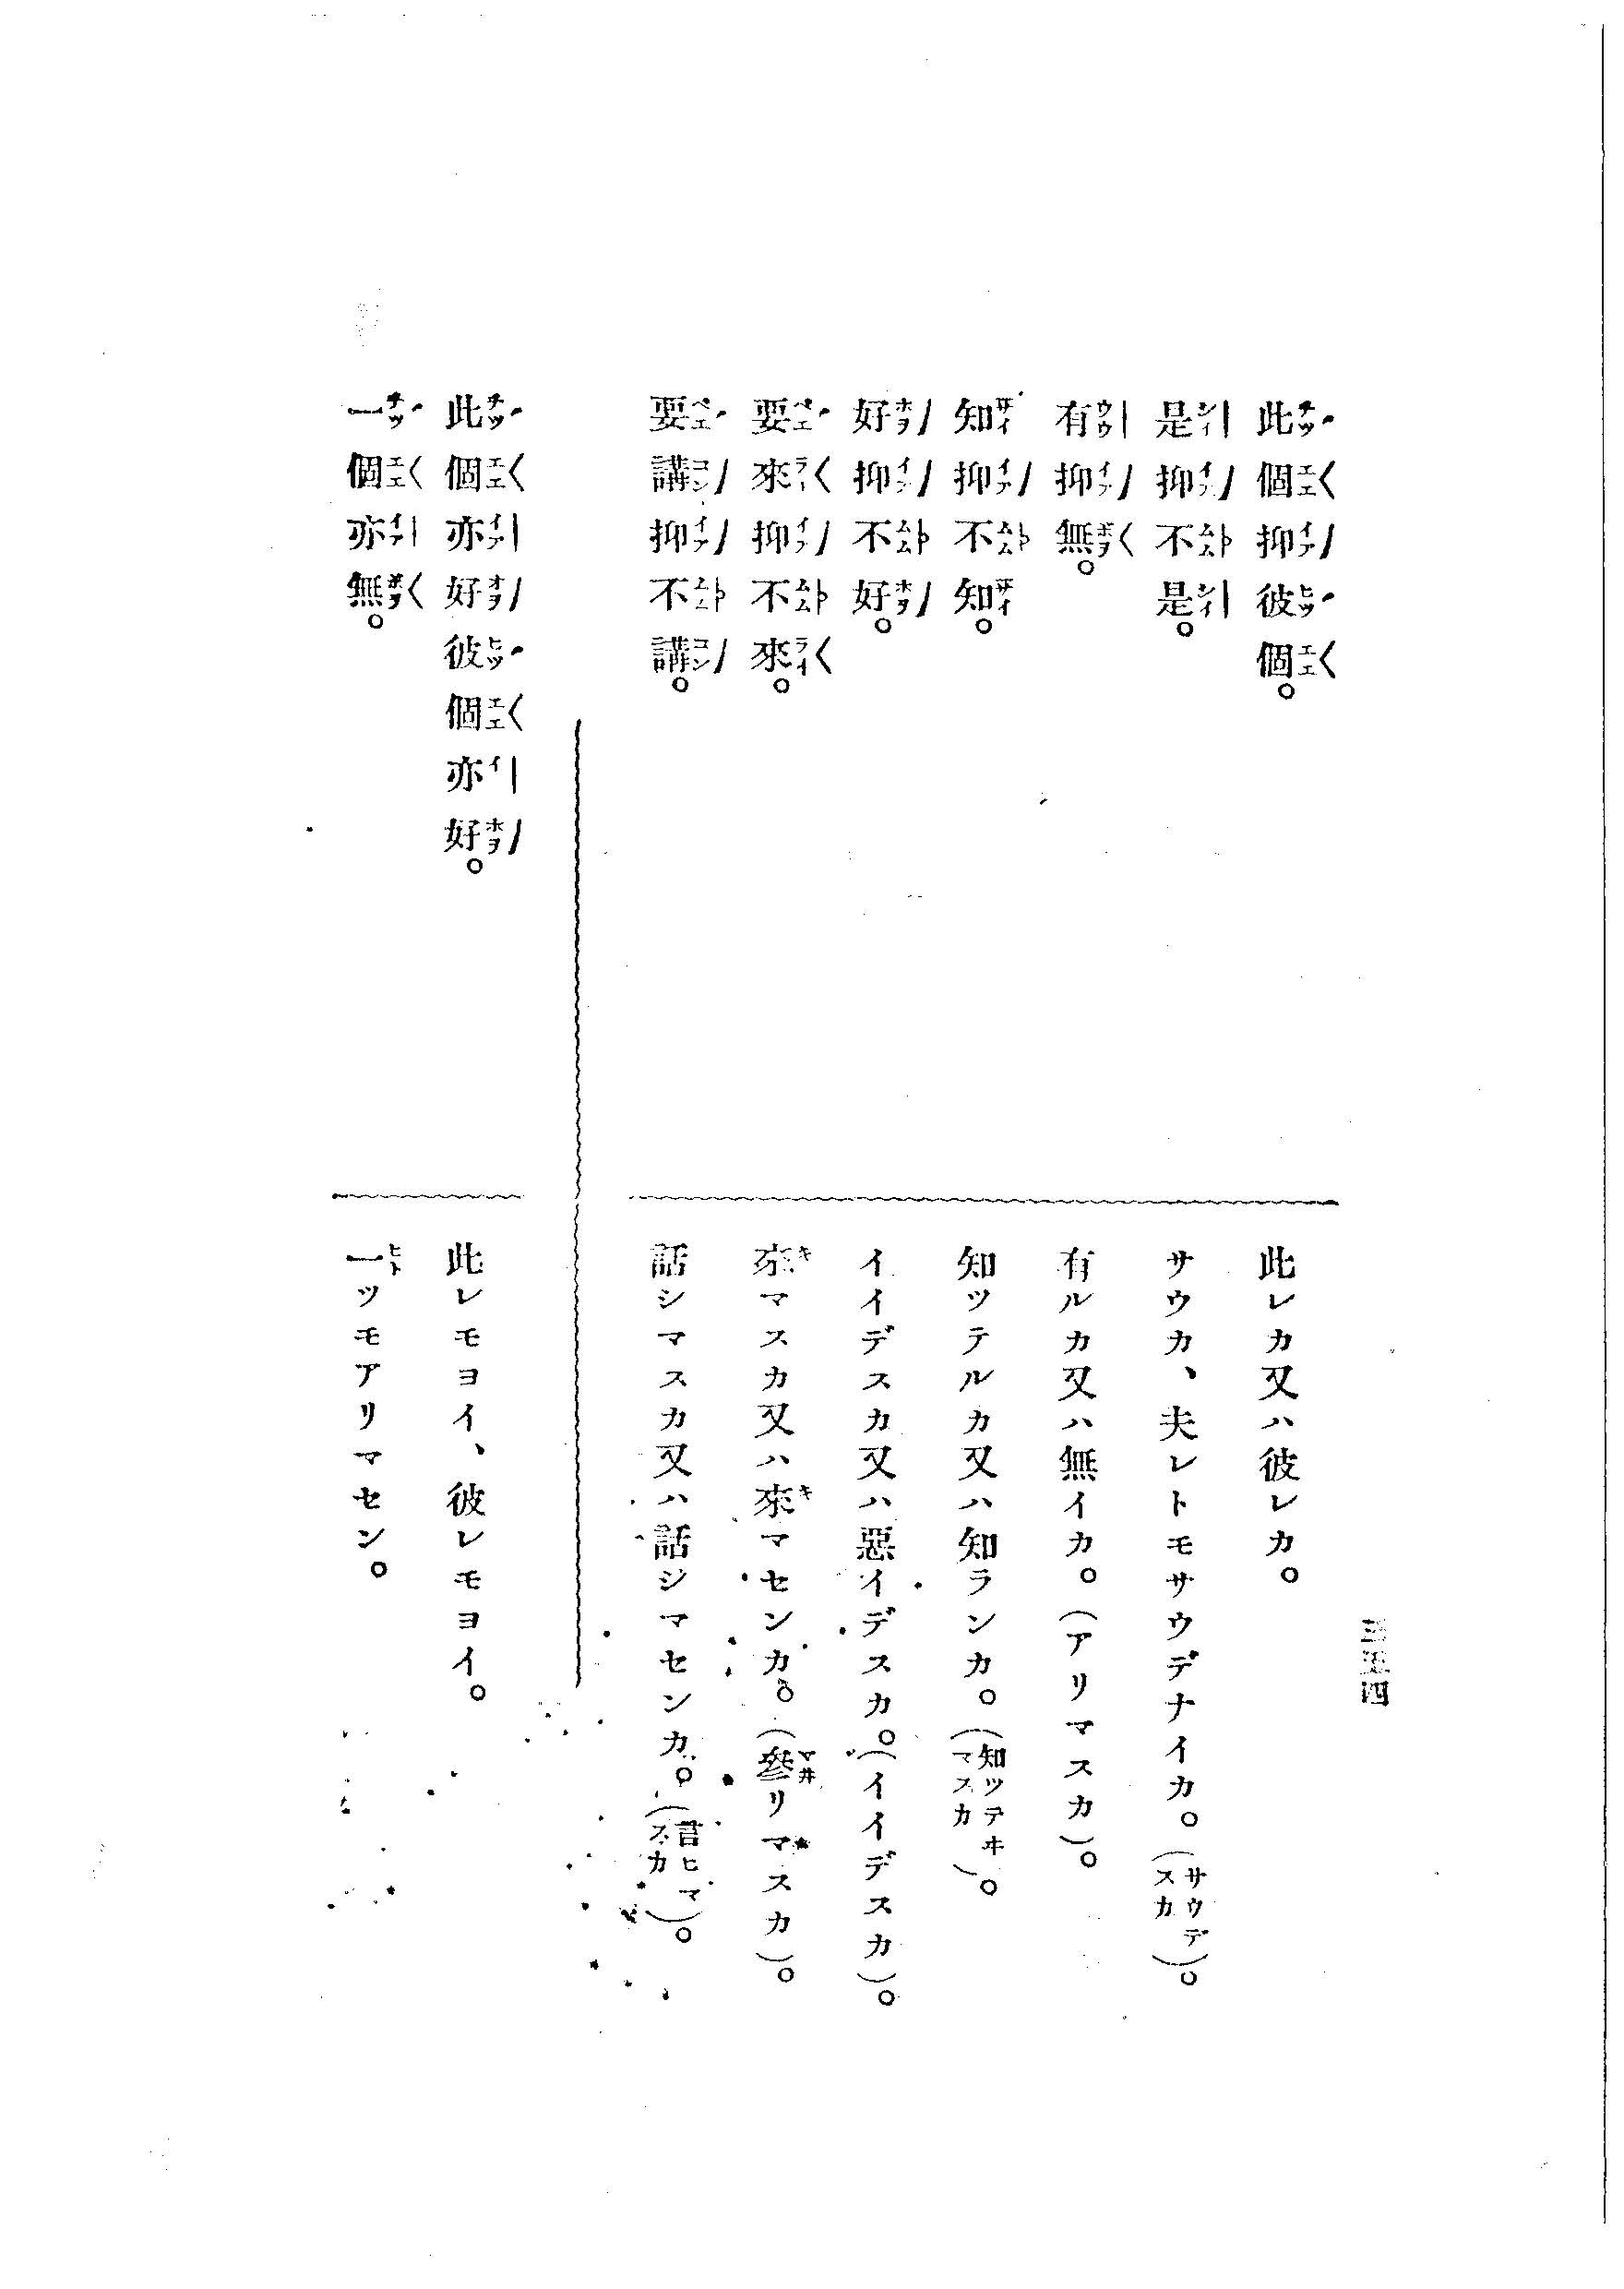 三五四
此個抑彼個。
是抑不是。
有抑無。
知抑不知。
好抑不好。
要來抑不來。
要講抑不講。
此レカ又ハ彼レカ。
サウカ、夫レトモサウデナイカ。(サウデスカ)。
有ルカ又ハ無イカ。(アリマスカ)。
知ツテルカ又ハ知ランカ。(知ツテヰマスカ)。
イイデスカ又ハ惡イデスカ。(イイデスカ)。
來マスカ又ハ來マセンカ。(參リマスカ)。
話シマスカ又ハ話シマセンカ。(言ヒマスカ)。
此個亦好彼個亦好。
一個亦無。
此レモヨイ、彼レモヨイ。
一ツモアリマセン。